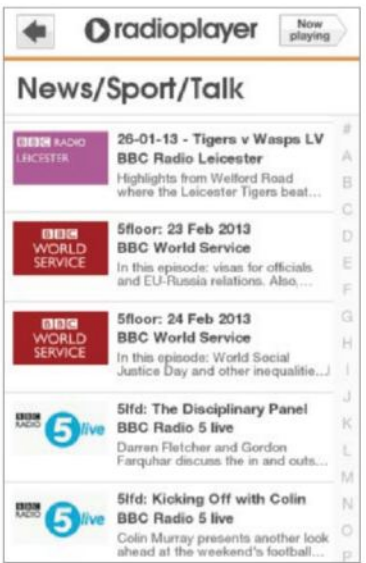 radioplayer
Now
playing
News/Sport/Talk
BBC RADIO
LEICESTER
26-01-13 - Tigers v Wasps LV
BBC Radio Leicester
Highlights from Welford Road
where the Leicester Tigers beat...
BBC
WORLD
SERVICE
5floor: 23 Feb 2013
BBC World Service
In this episode: visas for officials
and EU-Russia relations. Also,...
BBC
WORLD
SERVICE
5floor: 24 Feb 2013
BBC World Service
In this episode: World Social
Justice Day and other inequalitie...
BBC
RADIO
5 live
5lfd: The Disciplinary Panel
BBC Radio 5 live
Darren Fletcher and Gordon
Farquhar discuss the in and outs...
BBC
RADIO
5 live
5lfd: Kicking Off with Colin
BBC Radio 5 live
Colin Murray presents another look
ahead at the weekend's football...
#
A
B
C
D
E
F
G
H
I
J
K
L
M
N
O
P